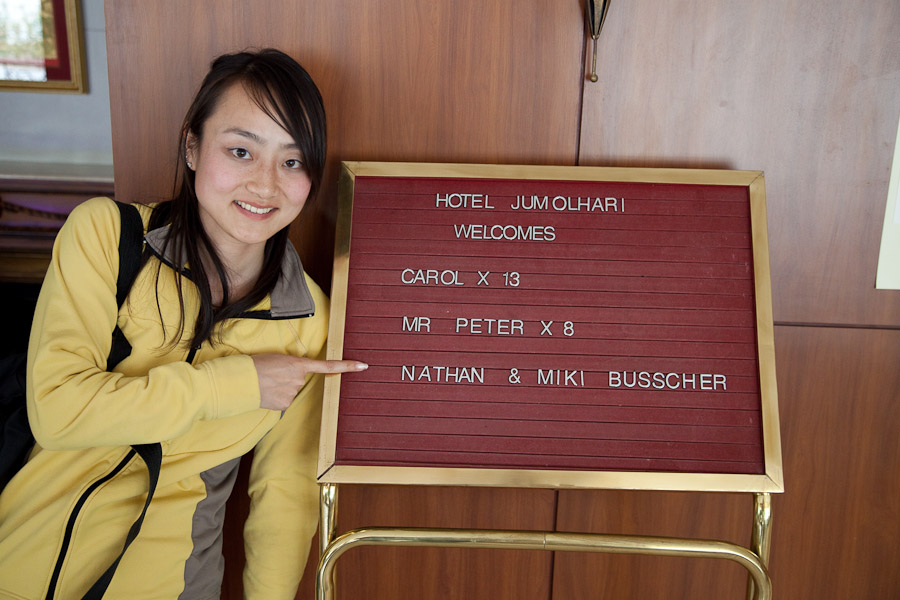 HOTEL JUMOLHARI
WELCOMES
CAROL X 13
MR PETER X 8
NATHAN & MIKI BUSSCHER